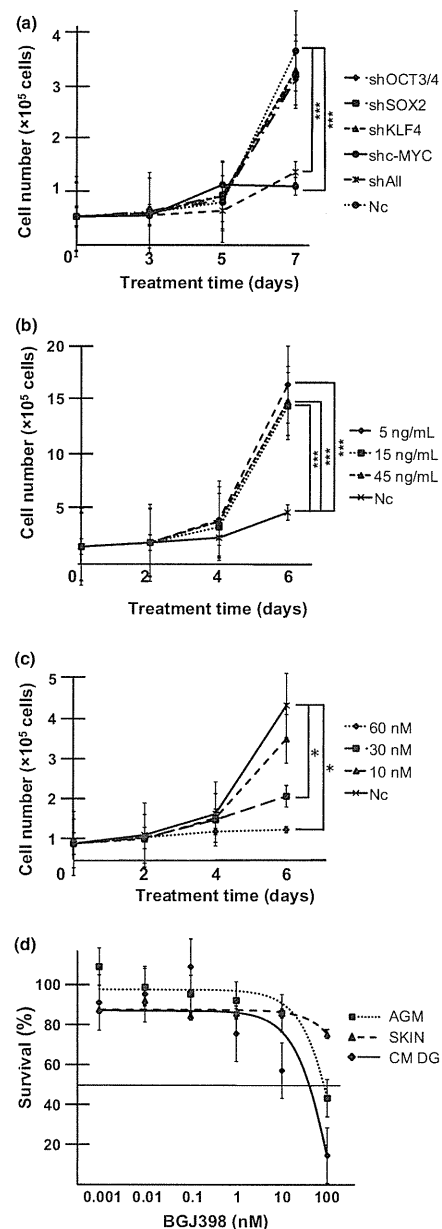 (a)
Cell number (×10⁵ cells)
4
3
2
1
0
3
5
7
Treatment time (days)
***
***
shOCT3/4
shSOX2
shKLF4
shc-MYC
shAll
Nc
(b)
Cell number (×10⁵ cells)
20
15
10
5
0
2
4
6
Treatment time (days)
***
***
***
5 ng/mL
15 ng/mL
45 ng/mL
Nc
(c)
Cell number (×10⁵ cells)
5
4
3
2
1
0
2
4
6
Treatment time (days)
*
*
60 nM
30 nM
10 nM
Nc
(d)
Survival (%)
100
80
60
40
20
0.001 0.01 0.1 1 10 100
BGJ398 (nM)
AGM
SKIN
CM DG